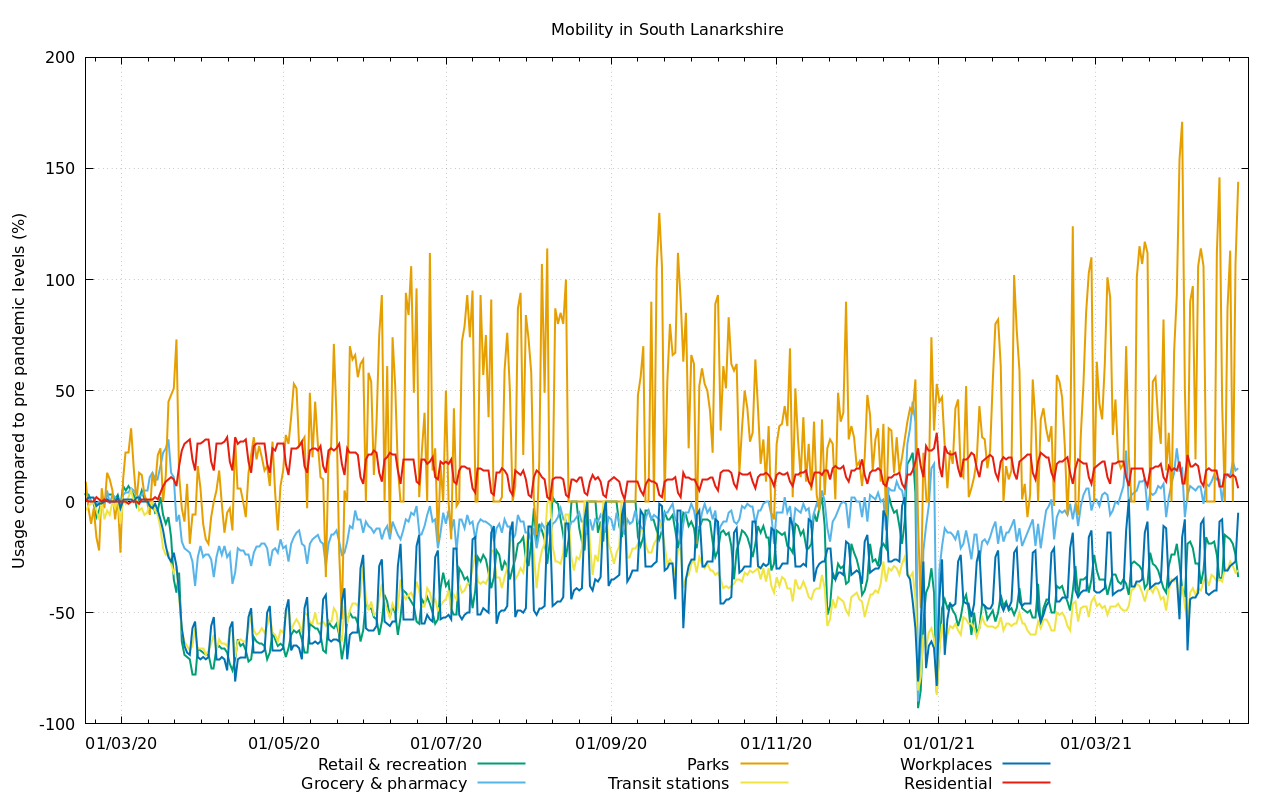 Mobility in South Lanarkshire
Usage compared to pre pandemic levels (%)
200
150
100
50
0
-50
-100
01/03/20 01/05/20 01/07/20 01/09/20 01/11/20 01/01/21 01/03/21
Retail & recreation Parks Workplaces
Grocery & pharmacy Transit stations Residential